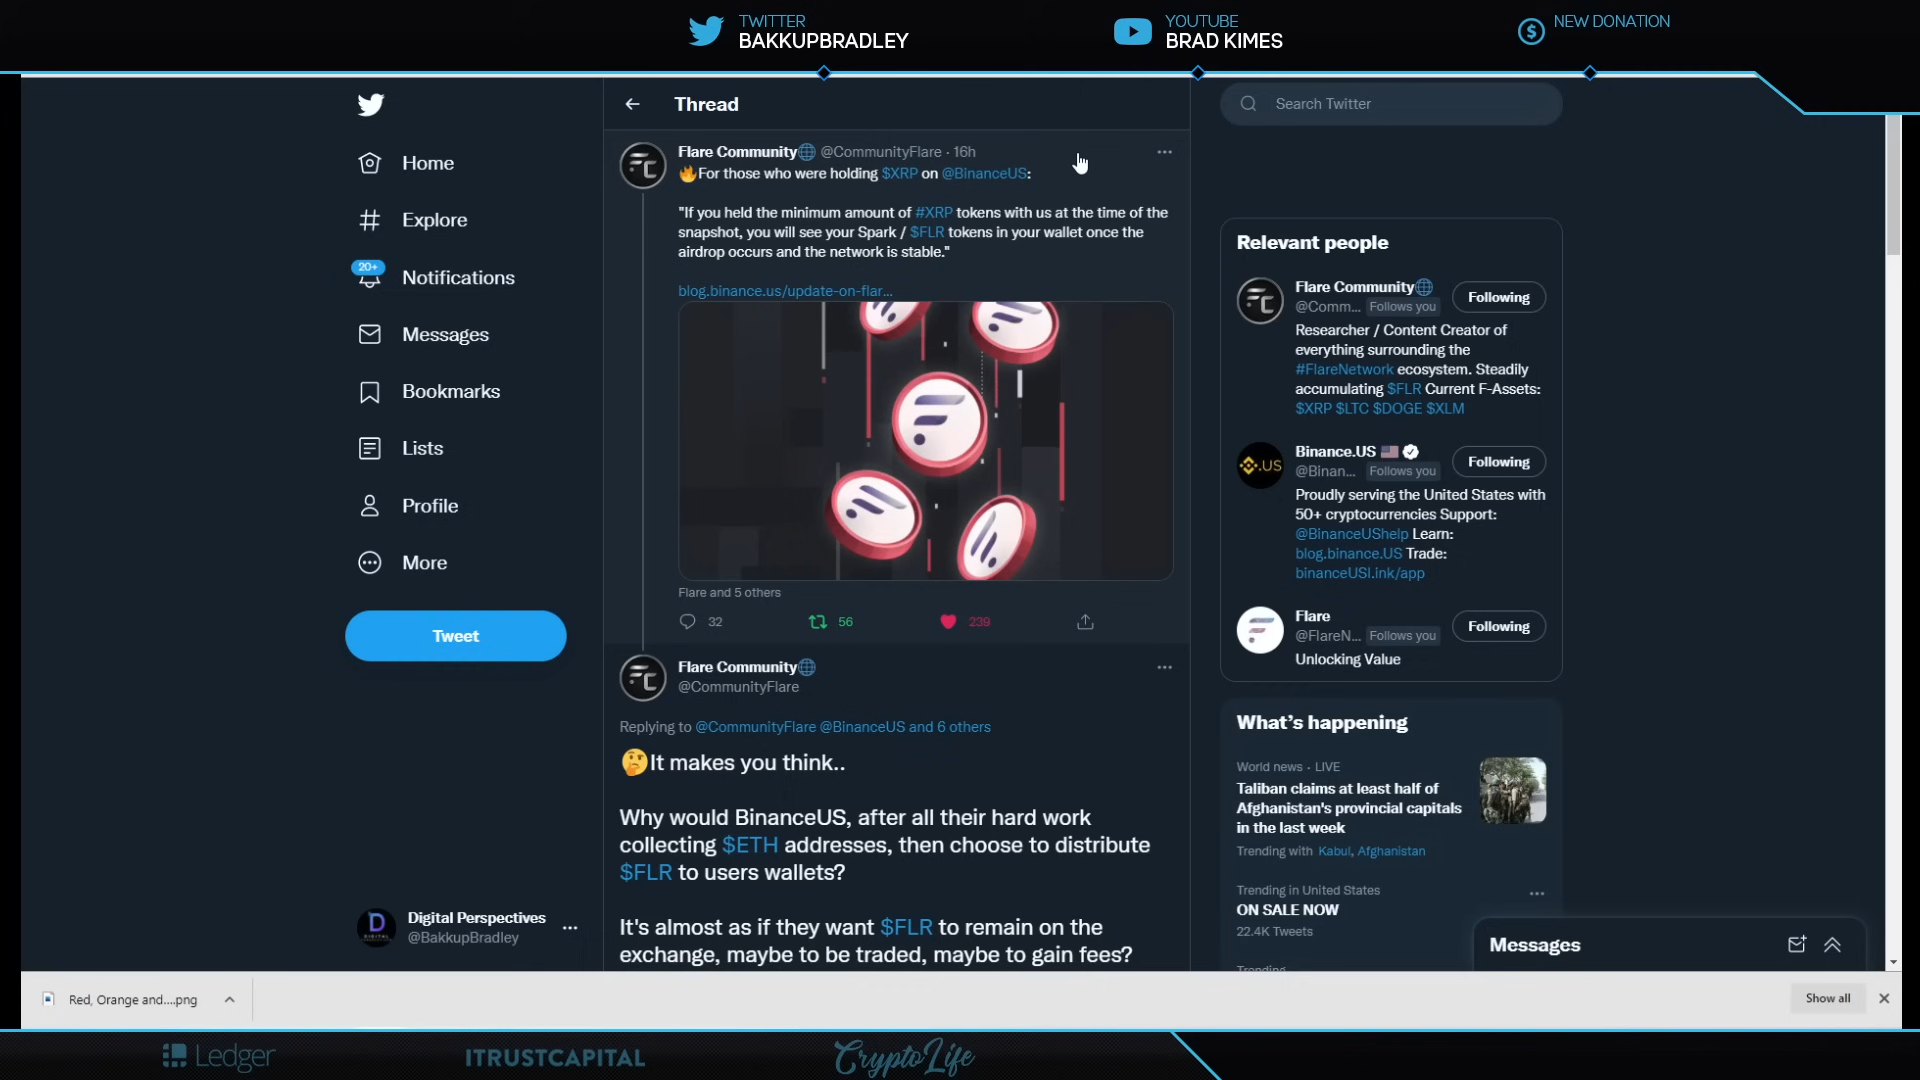 TWITTER
BAKKUPBRADLEY
YOUTUBE
BRAD KIMES
NEW DONATION
Home
Explore
20+
Notifications
Messages
Bookmarks
Lists
Profile
More
Tweet
Digital Perspectives
@BakkupBradley
Thread
Flare Community🌐 @CommunityFlare · 16h
🔥For those who were holding $XRP on @BinanceUS:
"If you held the minimum amount of #XRP tokens with us at the time of the
snapshot, you will see your Spark / $FLR tokens in your wallet once the
airdrop occurs and the network is stable."
blog.binance.us/update-on-flar...
Flare and 5 others
32 56 239
Flare Community🌐
@CommunityFlare
Replying to @CommunityFlare @BinanceUS and 6 others
🤔It makes you think..
Why would BinanceUS, after all their hard work
collecting $ETH addresses, then choose to distribute
$FLR to users wallets?
It's almost as if they want $FLR to remain on the
exchange, maybe to be traded, maybe to gain fees?
Search Twitter
Relevant people
Flare Community🌐
@Comm... Follows you
Following
Researcher / Content Creator of
everything surrounding the
#FlareNetwork ecosystem. Steadily
accumulating $FLR Current F-Assets:
$XRP $LTC $DOGE $XLM
.US
Binance.US 🇺🇸
@Binan... Follows you
Following
Proudly serving the United States with
50+ cryptocurrencies Support:
@BinanceUShelp Learn:
blog.binance.US Trade:
binanceUSl.ink/app
Flare
@FlareN... Follows you
Following
Unlocking Value
What's happening
World news · LIVE
Taliban claims at least half of
Afghanistan's provincial capitals
in the last week
Trending with Kabul, Afghanistan
Trending in United States
ON SALE NOW
22.4K Tweets
Trending
Messages
Red, Orange and....png
Show all
Ledger
ITRUSTCAPITAL
CryptoLife